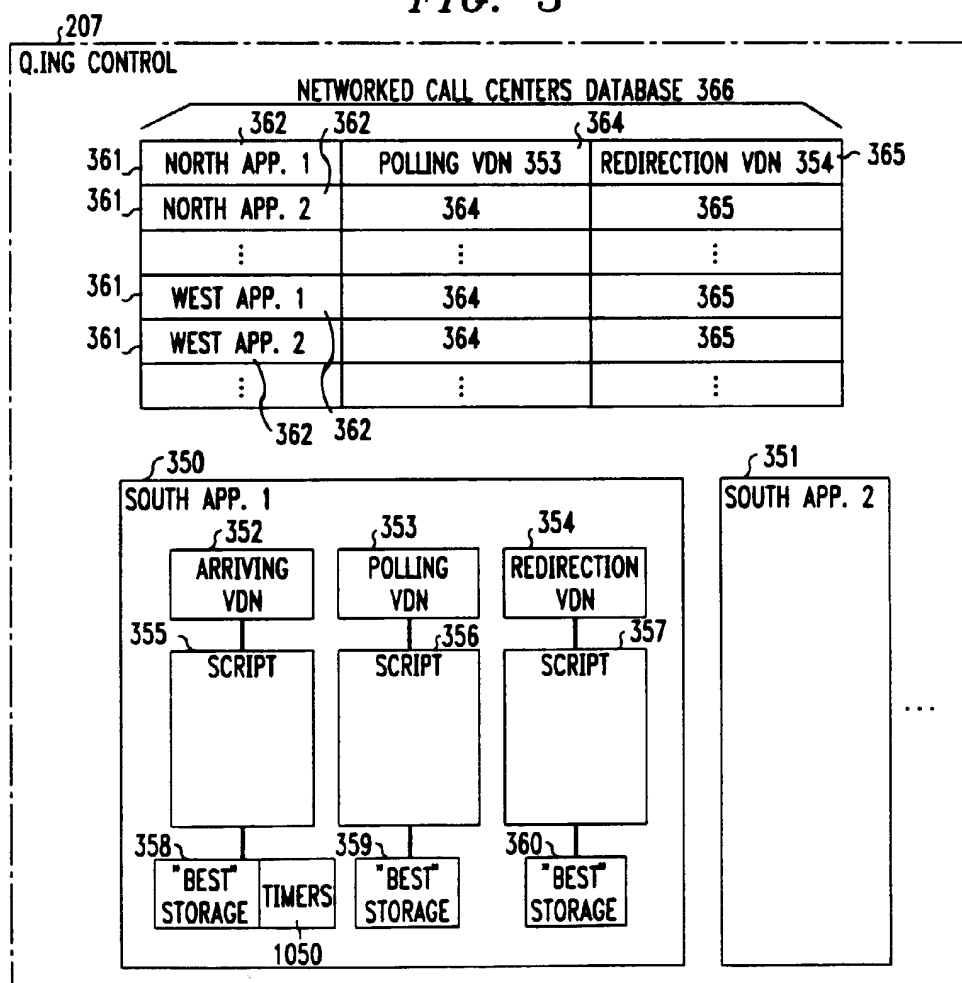 FIG. 3
207
Q.ING CONTROL
NETWORKED CALL CENTERS DATABASE 366
362 362 364
361 NORTH APP. 1 POLLING VDN 353 REDIRECTION VDN 354 365
361 NORTH APP. 2 364 365
⋮ ⋮ ⋮
361 WEST APP. 1 364 365
361 WEST APP. 2 364 365
⋮ ⋮ ⋮
362 362
350 351
SOUTH APP. 1 SOUTH APP. 2
352 353 354
ARRIVING POLLING REDIRECTION
VDN VDN VDN
355 356 357
SCRIPT SCRIPT SCRIPT
...
358 359 360
"BEST" TIMERS "BEST" "BEST"
STORAGE STORAGE STORAGE
1050